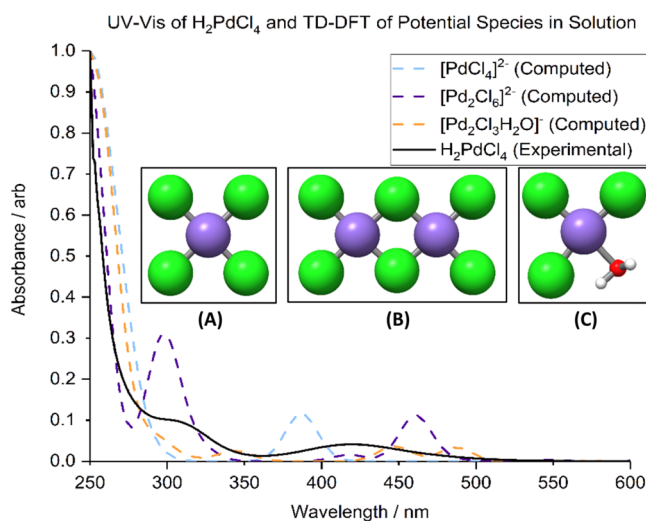 UV-Vis of H₂PdCl₄ and TD-DFT of Potential Species in Solution
[PdCl₄]²⁻ (Computed)
[Pd₂Cl₆]²⁻ (Computed)
[Pd₂Cl₃H₂O]⁻ (Computed)
H₂PdCl₄ (Experimental)
Absorbance / arb
1.0
0.9
0.8
0.7
0.6
0.5
0.4
0.3
0.2
0.1
0.0
(A)
(B)
(C)
250
300
350
400
450
500
550
600
Wavelength / nm